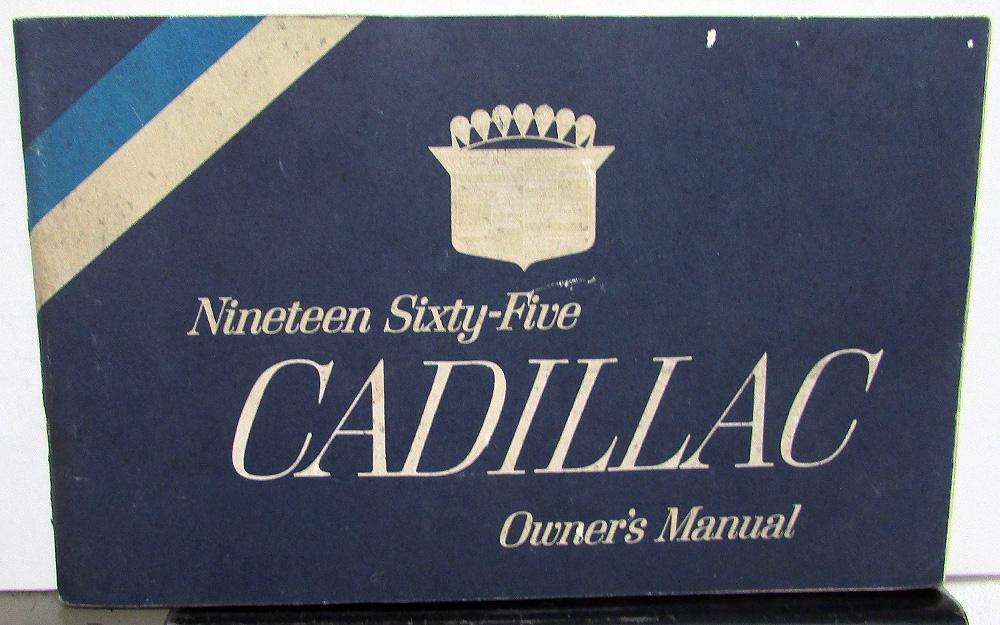 Nineteen Sixty-Five
CADILLAC
Owner's Manual